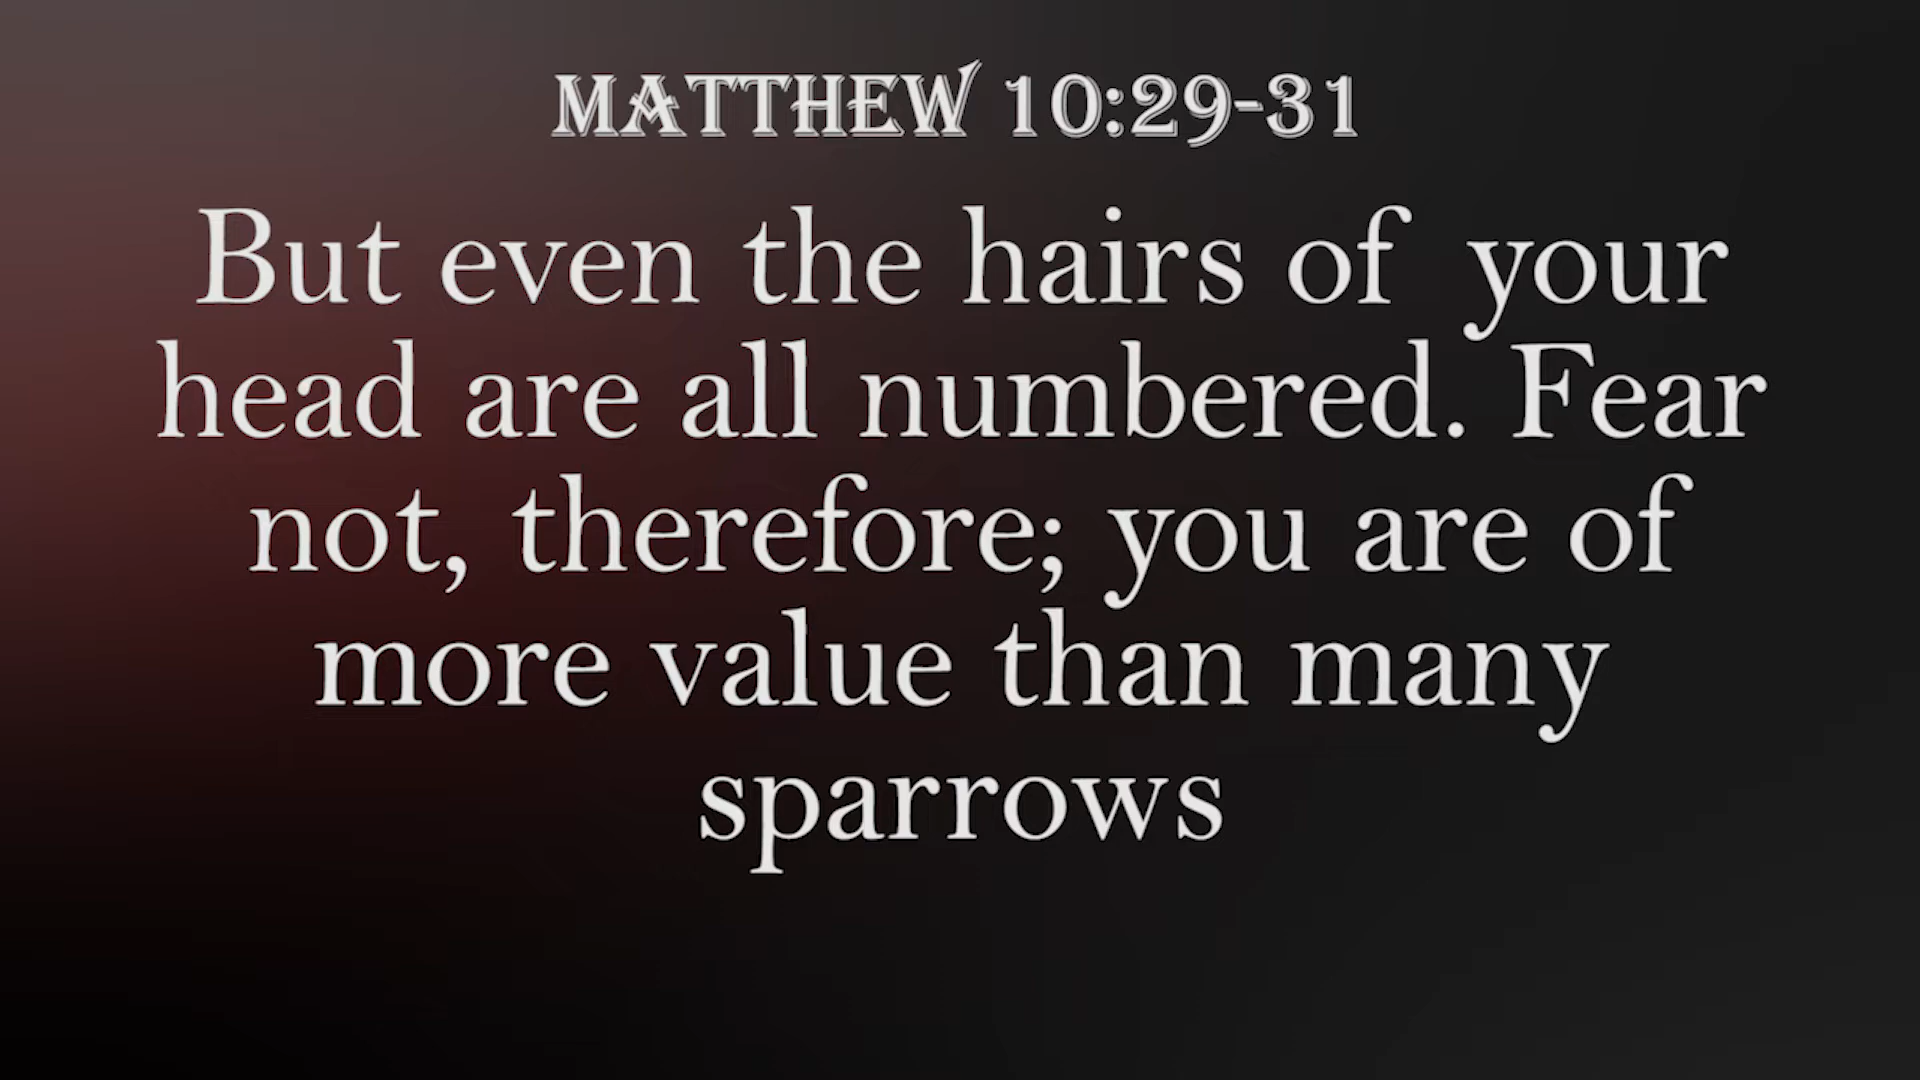 MATTHEW 10:29-31
But even the hairs of your
head are all numbered. Fear
not, therefore; you are of
more value than many
sparrows